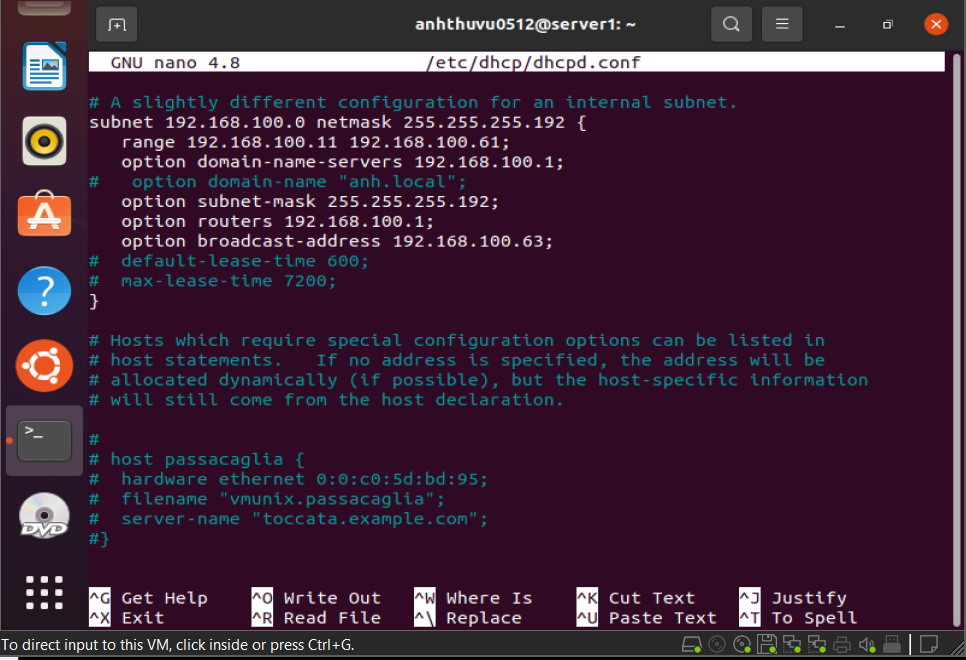 anhthuvu0512@server1: ~
GNU nano 4.8 /etc/dhcp/dhcpd.conf
# A slightly different configuration for an internal subnet.
subnet 192.168.100.0 netmask 255.255.255.192 {
   range 192.168.100.11 192.168.100.61;
   option domain-name-servers 192.168.100.1;
#   option domain-name "anh.local";
   option subnet-mask 255.255.255.192;
   option routers 192.168.100.1;
   option broadcast-address 192.168.100.63;
#  default-lease-time 600;
#  max-lease-time 7200;
}
# Hosts which require special configuration options can be listed in
# host statements.   If no address is specified, the address will be
# allocated dynamically (if possible), but the host-specific information
# will still come from the host declaration.
#
# host passacaglia {
#  hardware ethernet 0:0:c0:5d:bd:95;
#  filename "vmunix.passacaglia";
#  server-name "toccata.example.com";
#}
^G Get Help ^O Write Out ^W Where Is ^K Cut Text ^J Justify
^X Exit ^R Read File ^\ Replace ^U Paste Text ^T To Spell
DVD
To direct input to this VM, click inside or press Ctrl+G.